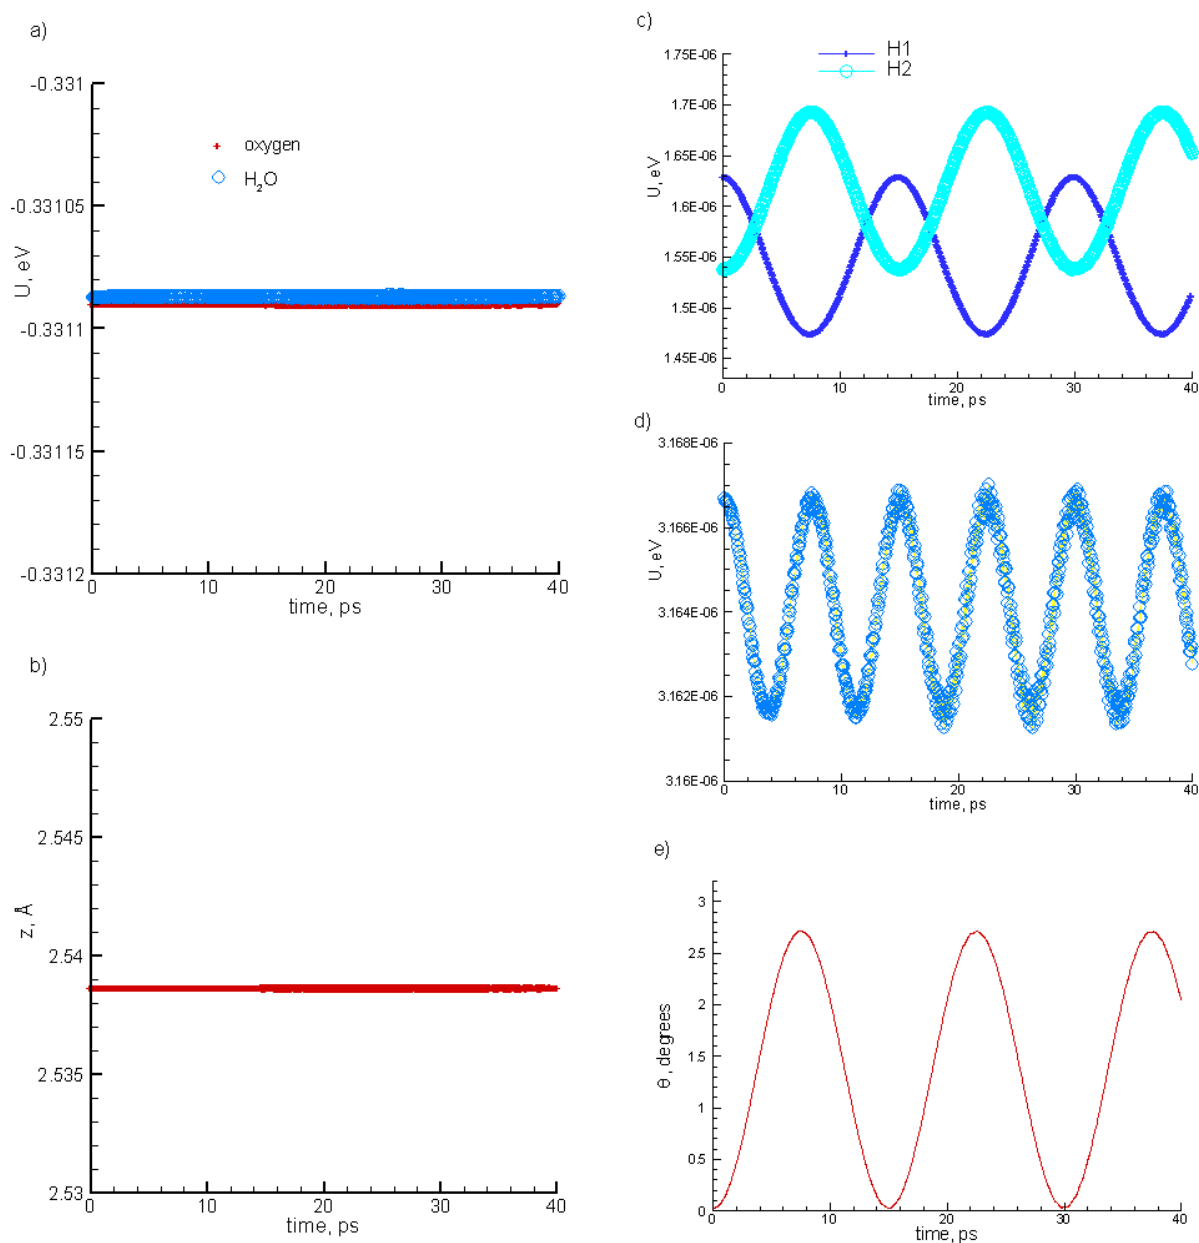 a)
-0.331
-0.33105
-0.3311
-0.33115
-0.3312
U, eV
oxygen
H₂O
0
10
20
30
40
time, ps
b)
2.55
2.545
2.54
2.535
2.53
z, Å
0
10
20
30
40
time, ps
c)
H1
H2
1.75E-06
1.7E-06
1.65E-06
1.6E-06
1.55E-06
1.5E-06
1.45E-06
U, eV
0
10
20
30
40
time, ps
d)
3.168E-06
3.166E-06
3.164E-06
3.162E-06
3.16E-06
U, eV
0
10
20
30
40
time, ps
e)
3
2.5
2
1.5
1
0.5
0
θ, degrees
0
10
20
30
40
time, ps